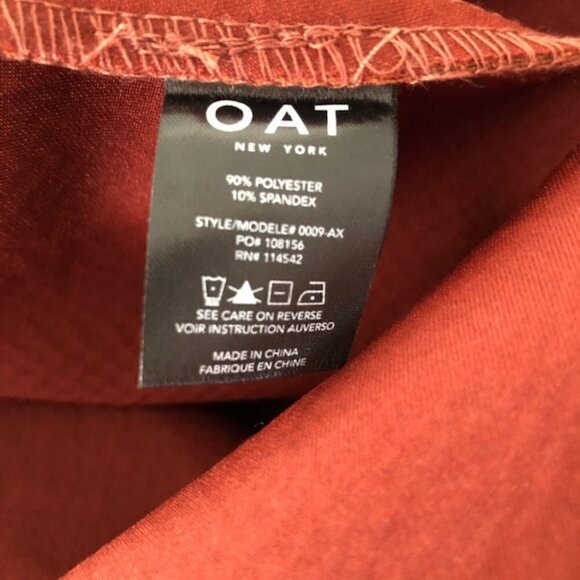 OAT
NEW YORK
90% POLYESTER
10% SPANDEX
STYLE/MODELE# 0009-AX
PO# 108156
RN# 114542
SEE CARE ON REVERSE
VOIR INSTRUCTION AUVERSO
MADE IN CHINA
FABRIQUE EN CHINE